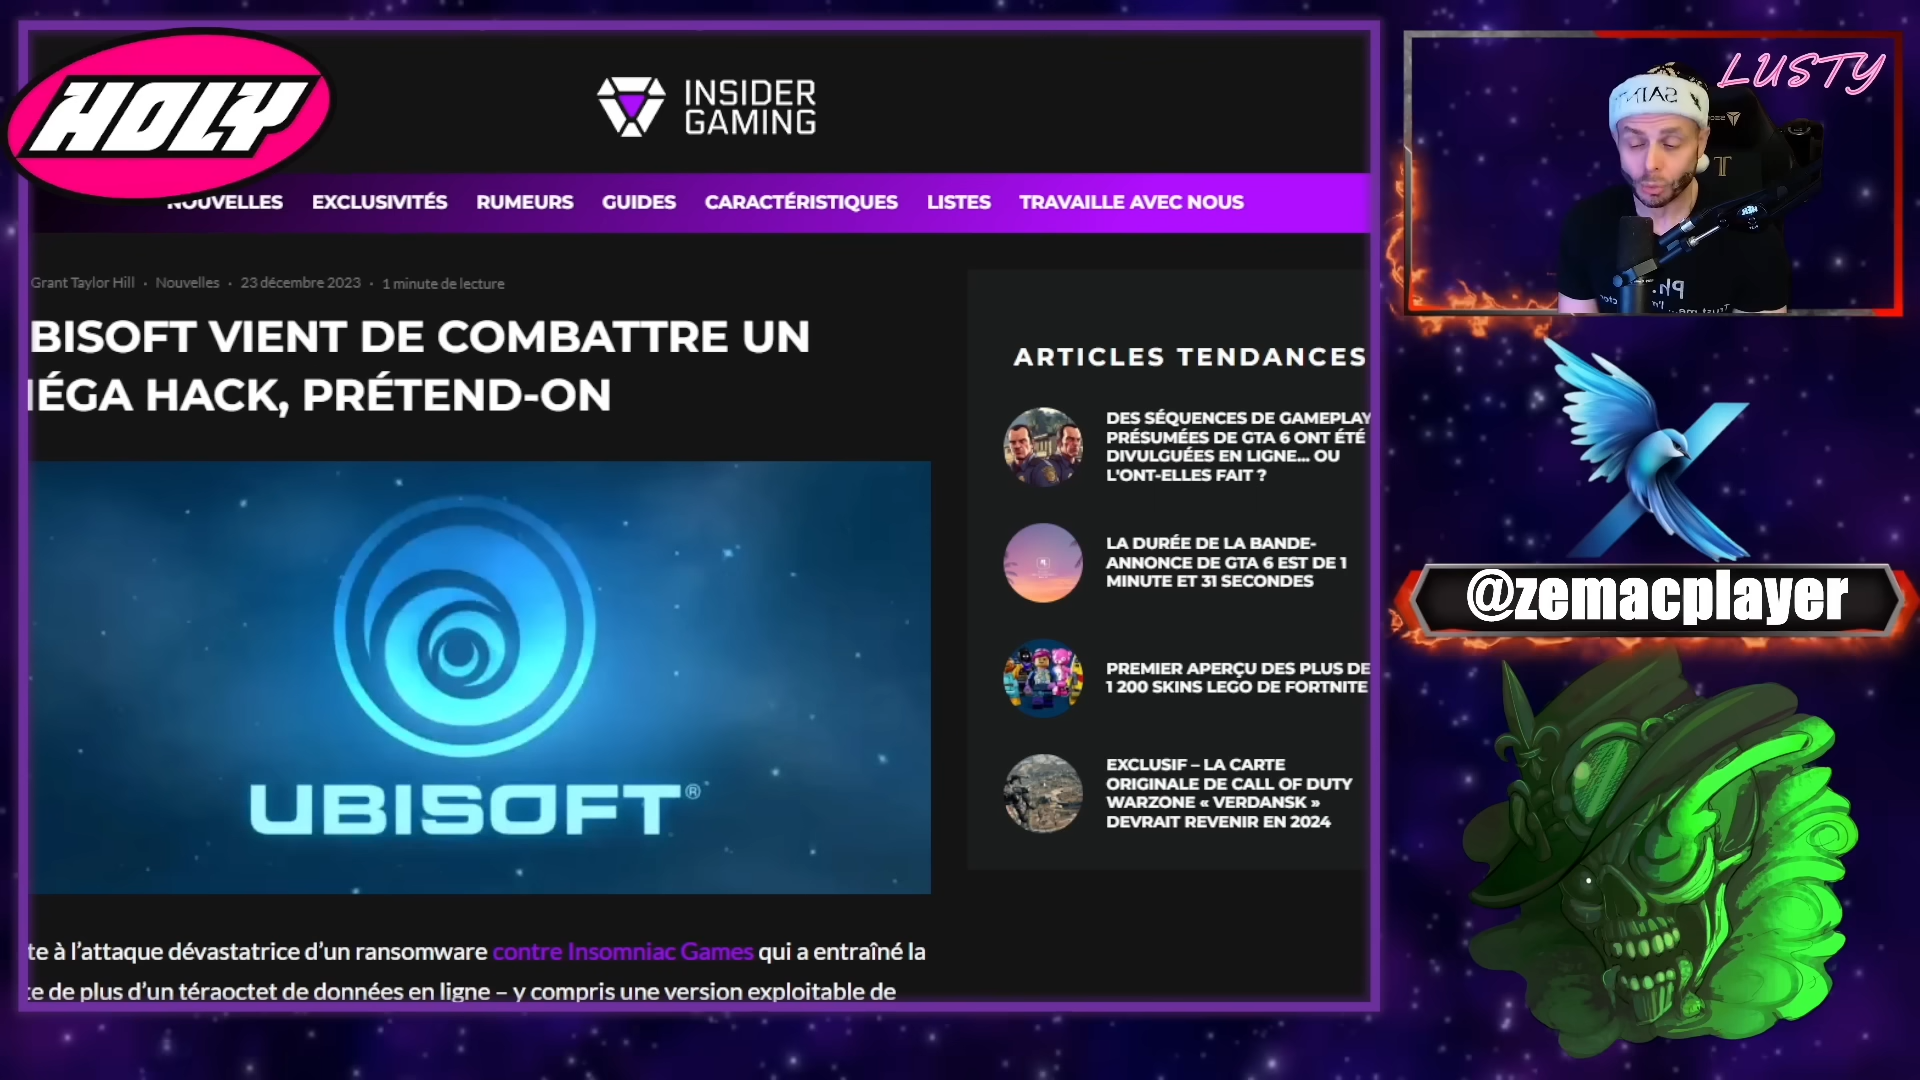 HOLY
INSIDER
GAMING
NOUVELLES EXCLUSIVITÉS RUMEURS GUIDES CARACTÉRISTIQUES LISTES TRAVAILLE AVEC NOUS
Grant Taylor Hill · Nouvelles · 23 décembre 2023 · 1 minute de lecture
BISOFT VIENT DE COMBATTRE UN
ÉGA HACK, PRÉTEND-ON
UBISOFT®
te à l’attaque dévastatrice d’un ransomware contre Insomniac Games qui a entraîné la
te de plus d’un téraoctet de données en ligne – y compris une version exploitable de
ARTICLES TENDANCES
DES SÉQUENCES DE GAMEPLAY
PRÉSUMÉES DE GTA 6 ONT ÉTÉ
DIVULGUÉES EN LIGNE... OU
L'ONT-ELLES FAIT ?
LA DURÉE DE LA BANDE-
ANNONCE DE GTA 6 EST DE 1
MINUTE ET 31 SECONDES
PREMIER APERÇU DES PLUS DE
1 200 SKINS LEGO DE FORTNITE
EXCLUSIF – LA CARTE
ORIGINALE DE CALL OF DUTY
WARZONE « VERDANSK »
DEVRAIT REVENIR EN 2024
LUSTY
Ph.
@zemacplayer